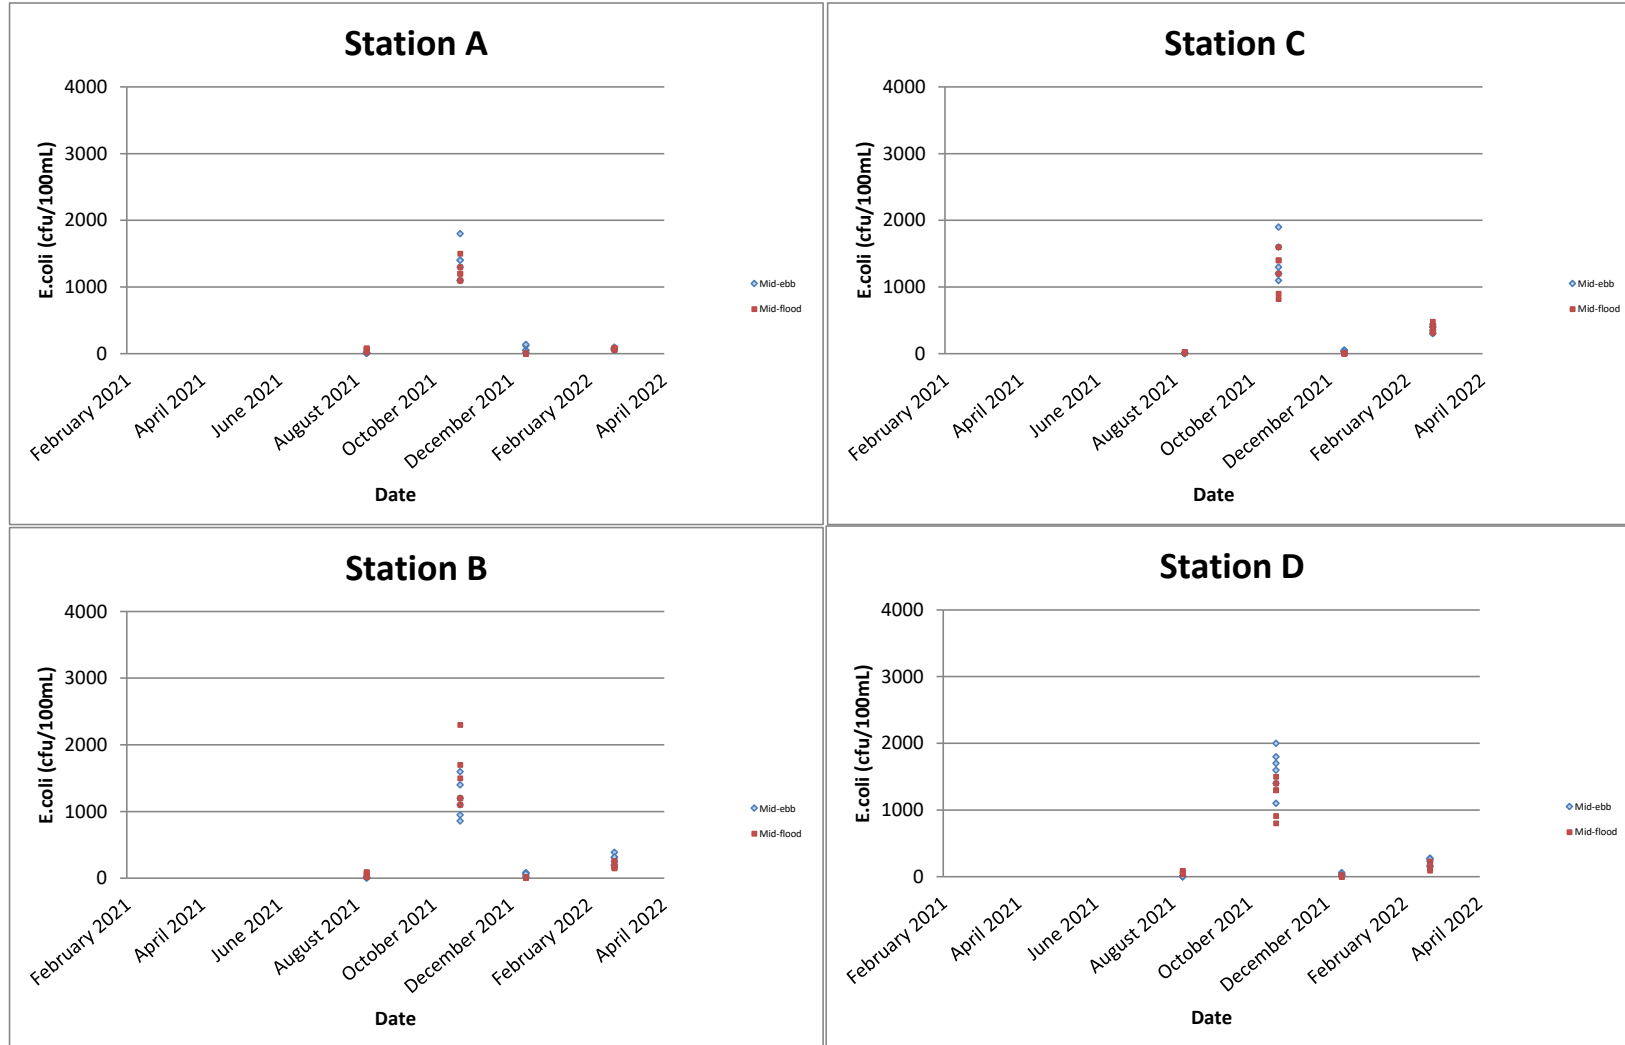 Station A
4000
3000
2000
1000
0
E.coli (cfu/100mL)
February 2021
April 2021
June 2021
August 2021
October 2021
December 2021
February 2022
April 2022
Date
Mid-ebb
Mid-flood
Station C
4000
3000
2000
1000
0
E.coli (cfu/100mL)
February 2021
April 2021
June 2021
August 2021
October 2021
December 2021
February 2022
April 2022
Date
Mid-ebb
Mid-flood
Station B
4000
3000
2000
1000
0
E.coli (cfu/100mL)
February 2021
April 2021
June 2021
August 2021
October 2021
December 2021
February 2022
April 2022
Date
Mid-ebb
Mid-flood
Station D
4000
3000
2000
1000
0
E.coli (cfu/100mL)
February 2021
April 2021
June 2021
August 2021
October 2021
December 2021
February 2022
April 2022
Date
Mid-ebb
Mid-flood